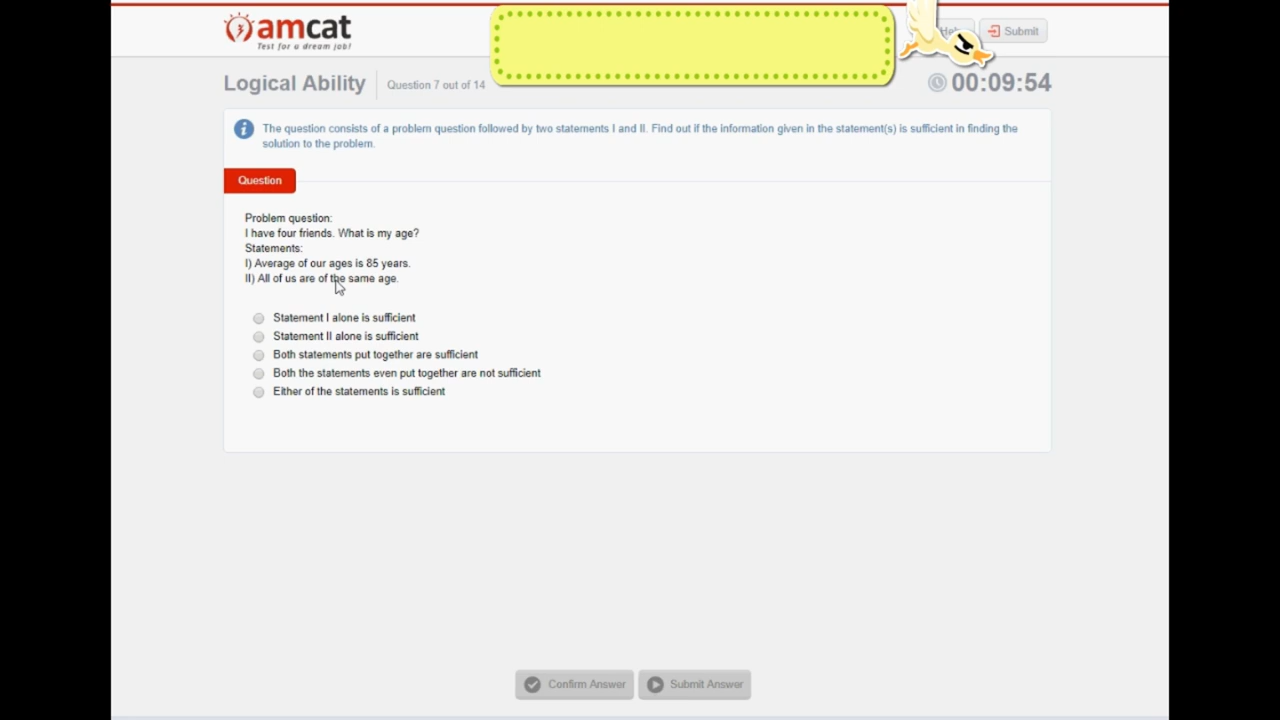 amcat
Test for a dream job!
Submit
Logical Ability
Question 7 out of 14
00:09:54
The question consists of a problem question followed by two statements I and II. Find out if the information given in the statement(s) is sufficient in finding the
solution to the problem.
Question
Problem question:
I have four friends. What is my age?
Statements:
I) Average of our ages is 85 years.
II) All of us are of the same age.
Statement I alone is sufficient
Statement II alone is sufficient
Both statements put together are sufficient
Both the statements even put together are not sufficient
Either of the statements is sufficient
Confirm Answer
Submit Answer